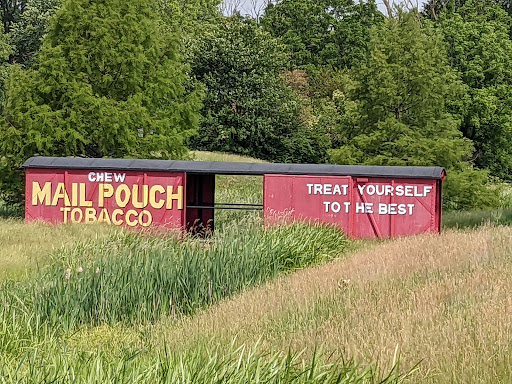 CHEW
MAIL POUCH
TOBACCO
TREAT YOURSELF
TO THE BEST